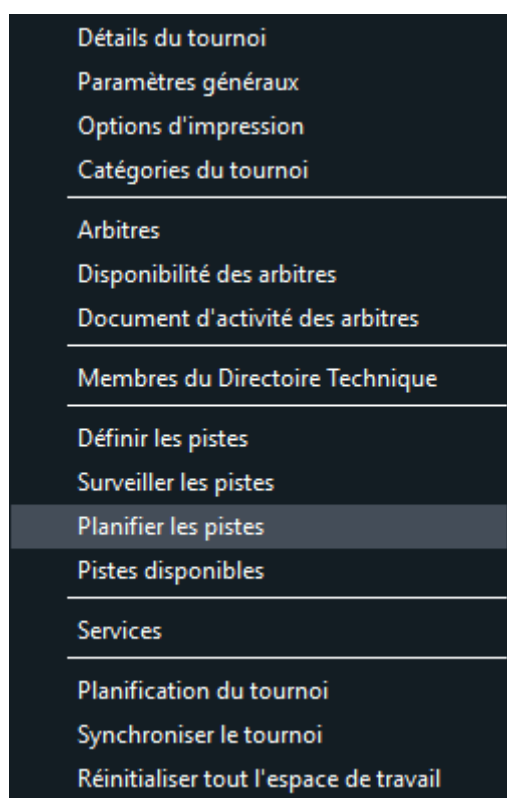 Détails du tournoi
Paramètres généraux
Options d'impression
Catégories du tournoi
Arbitres
Disponibilité des arbitres
Document d'activité des arbitres
Membres du Directoire Technique
Définir les pistes
Surveiller les pistes
Planifier les pistes
Pistes disponibles
Services
Planification du tournoi
Synchroniser le tournoi
Réinitialiser tout l'espace de travail